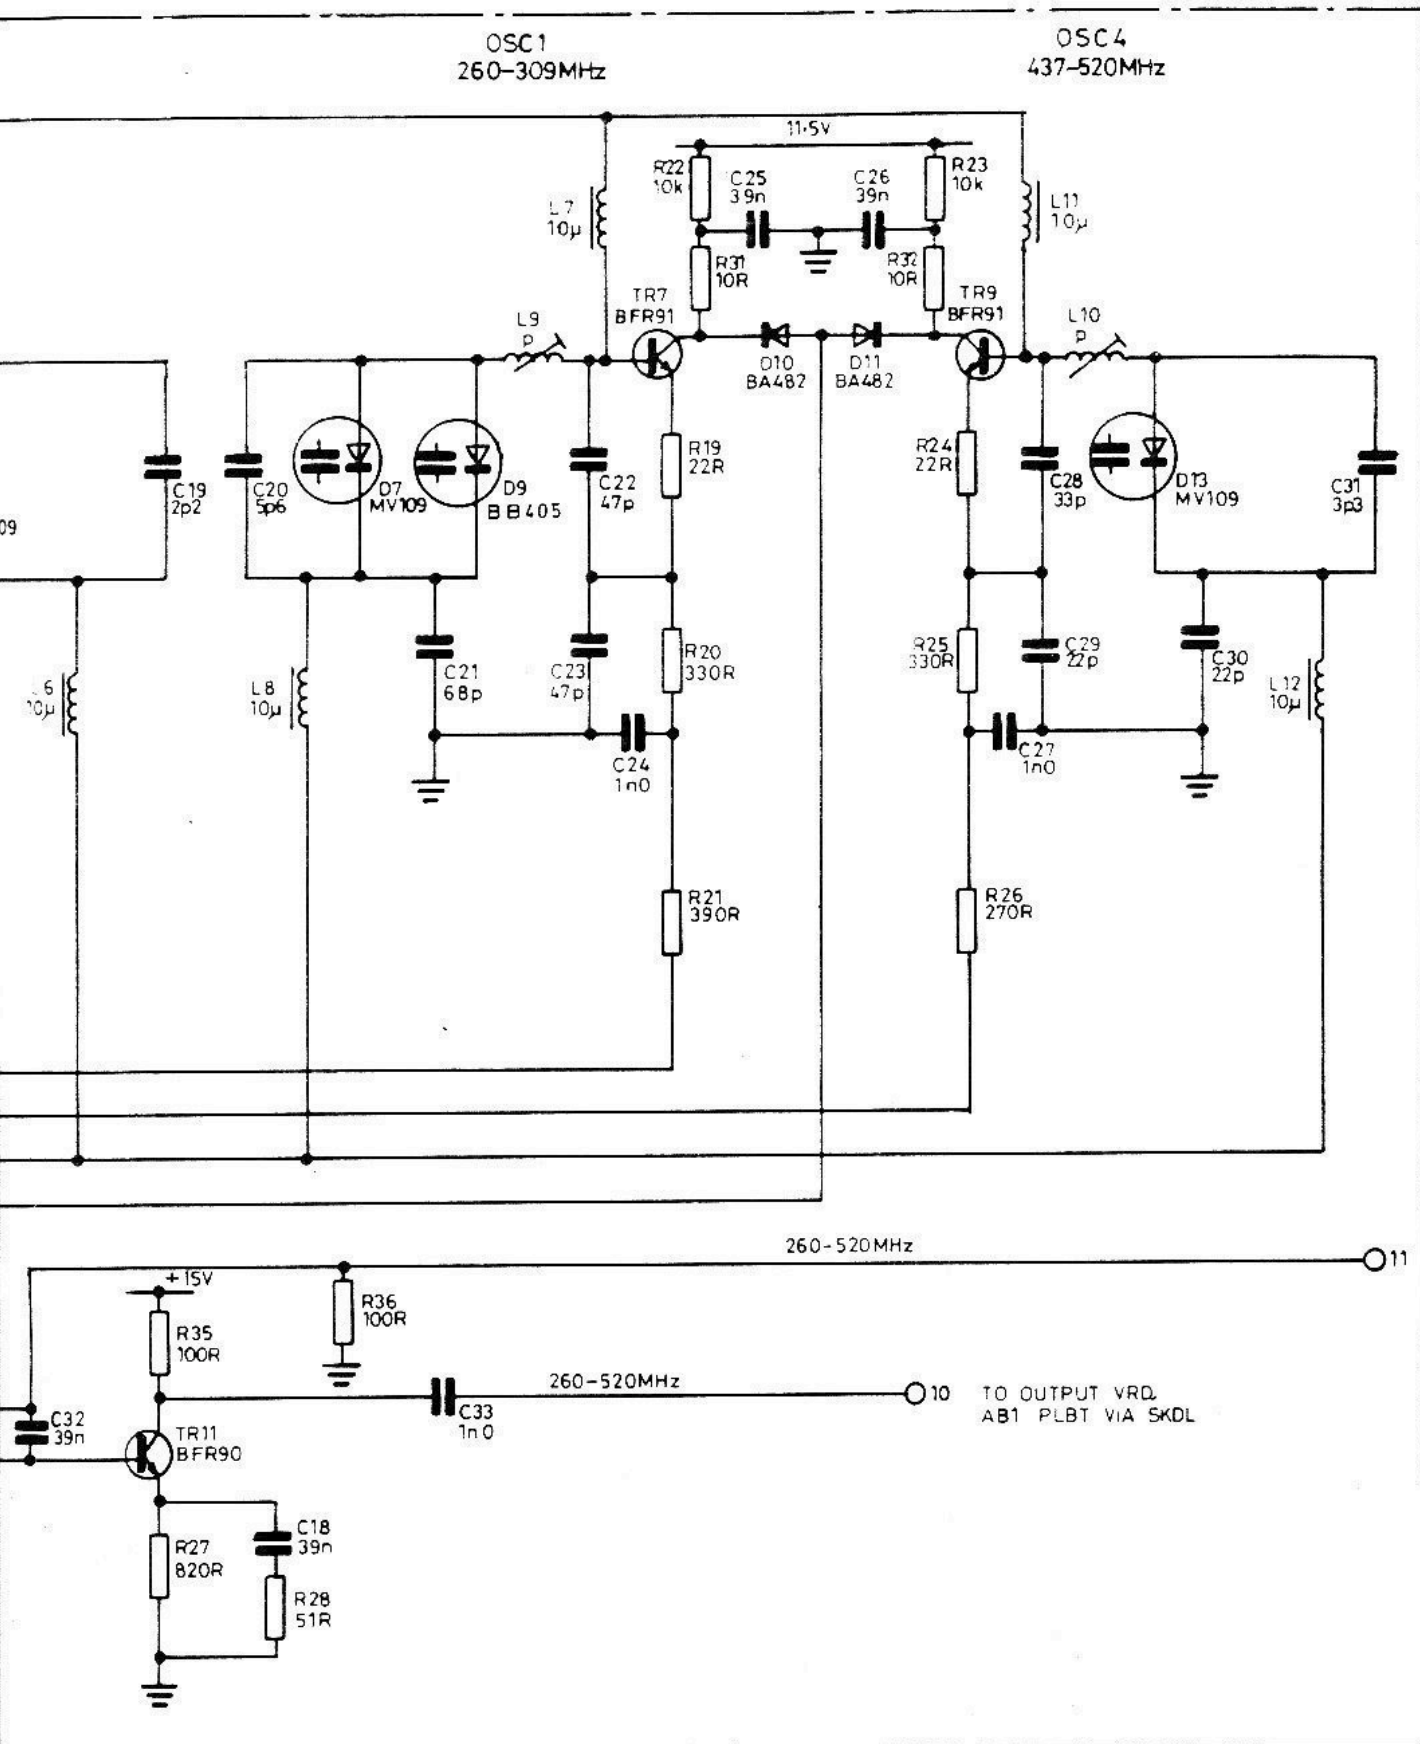 OSC1
260-309MHz
OSC4
437-520MHz
11·5V
R22
10k
C25
39n
C26
39n
R23
10k
L7
10µ
L11
10µ
R31
10R
R32
10R
TR7
BFR91
TR9
BFR91
L9
p
L10
p
D10
BA482
D11
BA482
R19
22R
R24
22R
C19
2p2
C20
5p6
D7
MV109
D9
BB405
C22
47p
C28
33p
D13
MV109
C31
3p3
09
L8
10µ
C21
68p
C23
47p
R20
330R
R25
330R
C29
22p
C30
22p
L12
10µ
C24
1n0
C27
1n0
R21
390R
R26
270R
260-520MHz
11
+15V
R36
100R
R35
100R
260-520MHz
10
TO OUTPUT VRD.
AB1 PLBT VIA SKDL
C32
39n
C33
1n0
TR11
BFR90
C18
39n
R27
820R
R28
51R